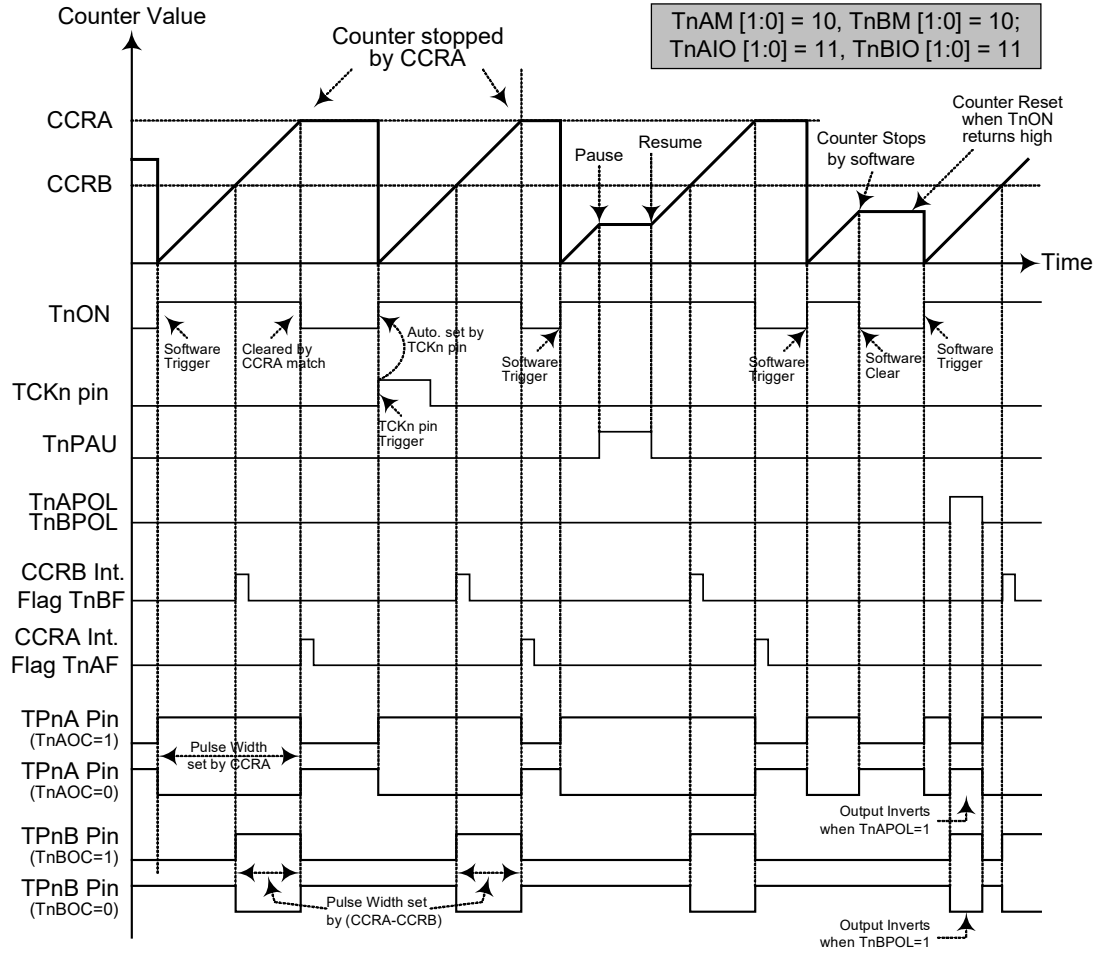 Counter Value
TnAM [1:0] = 10, TnBM [1:0] = 10;
TnAIO [1:0] = 11, TnBIO [1:0] = 11
Counter stopped
by CCRA
CCRA
Counter Reset
when TnON
returns high
Counter Stops
by software
Pause
Resume
CCRB
Time
TnON
Software
Trigger
Cleared by
CCRA match
Auto. set by
TCKn pin
Software
Trigger
Software
Trigger
Software
Clear
Software
Trigger
TCKn pin
TCKn pin
Trigger
TnPAU
TnAPOL
TnBPOL
CCRB Int.
Flag TnBF
CCRA Int.
Flag TnAF
TPnA Pin
(TnAOC=1)
Pulse Width
set by CCRA
TPnA Pin
(TnAOC=0)
Output Inverts
when TnAPOL=1
TPnB Pin
(TnBOC=1)
TPnB Pin
(TnBOC=0)
Pulse Width set
by (CCRA-CCRB)
Output Inverts
when TnBPOL=1